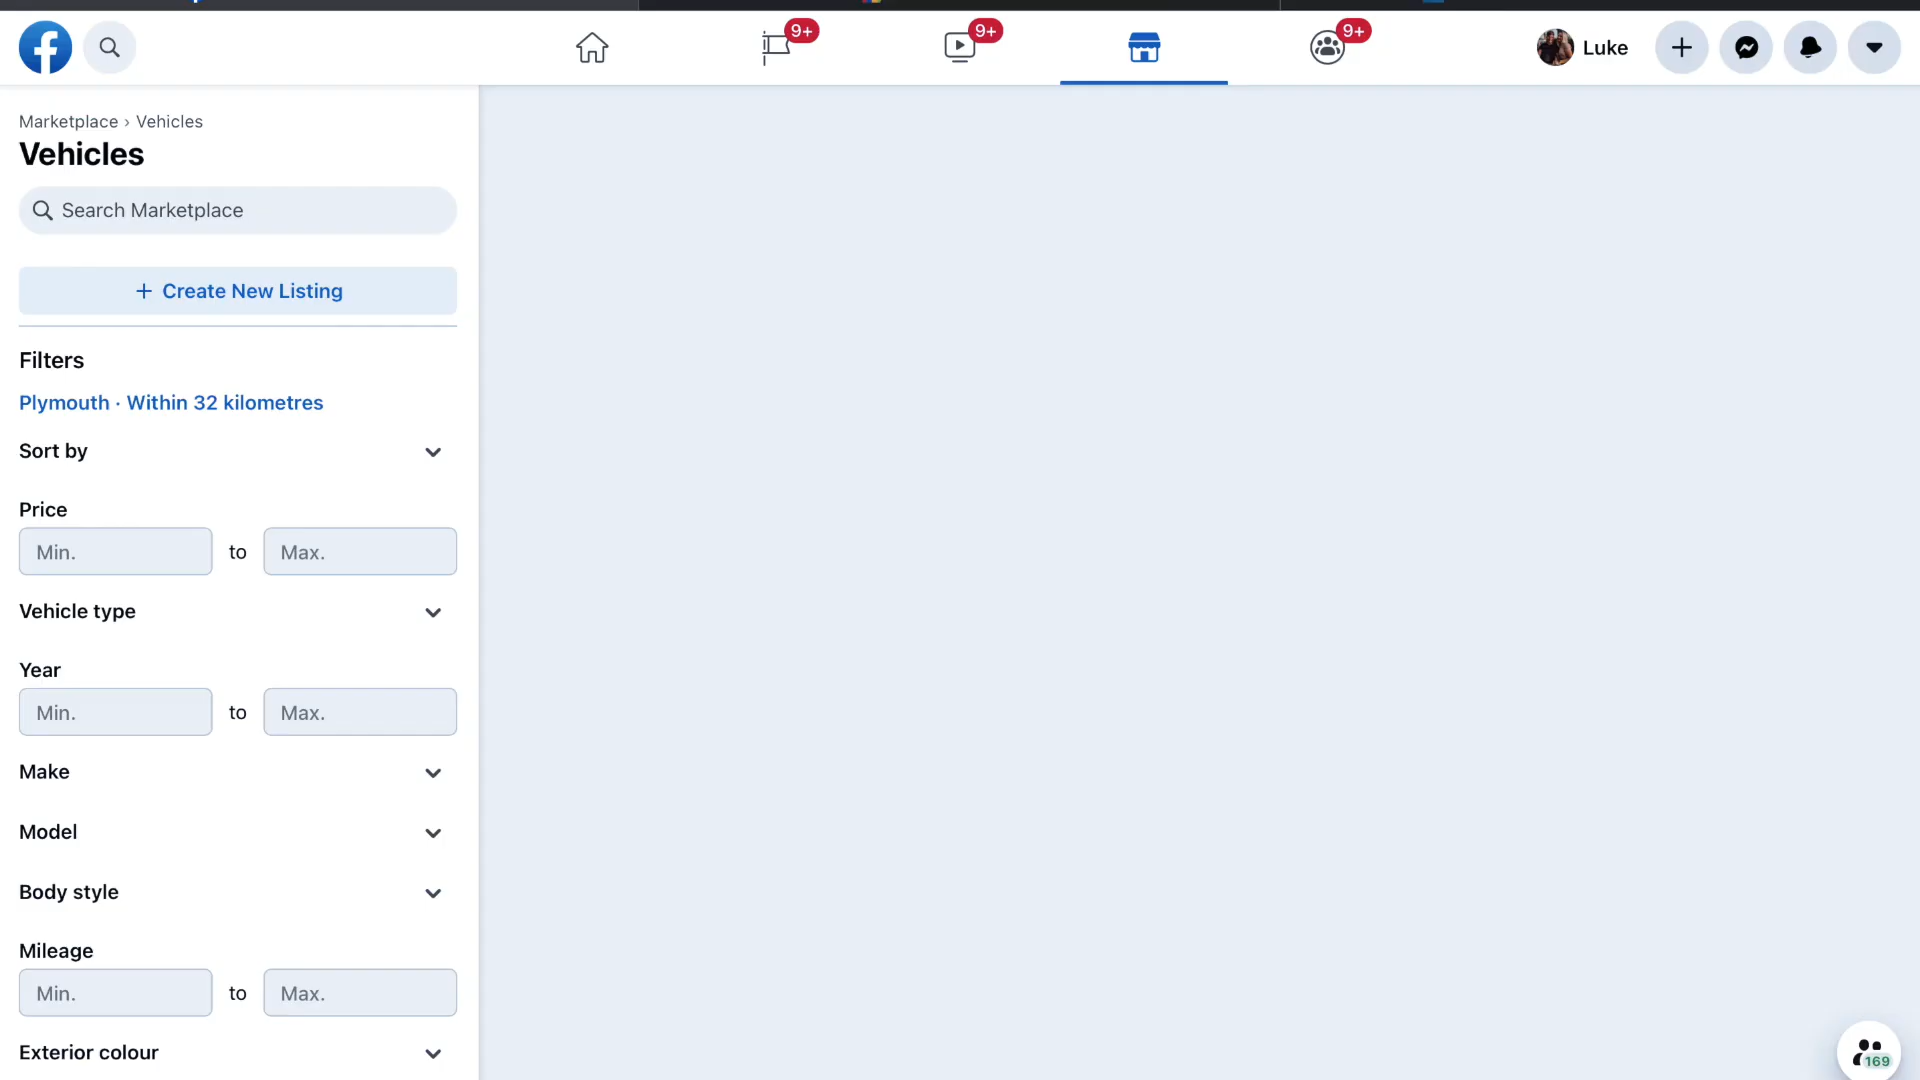 9+
9+
9+
Luke
Marketplace › Vehicles
Vehicles
Search Marketplace
+ Create New Listing
Filters
Plymouth · Within 32 kilometres
Sort by
Price
Min. to Max.
Vehicle type
Year
Min. to Max.
Make
Model
Body style
Mileage
Min. to Max.
Exterior colour
169